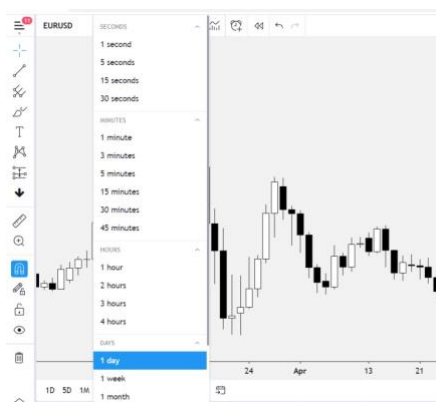 11
EURUSD
SECONDS
1 second
5 seconds
15 seconds
30 seconds
MINUTES
1 minute
3 minutes
5 minutes
15 minutes
30 minutes
45 minutes
HOURS
1 hour
2 hours
3 hours
4 hours
DAYS
1 day
1 week
1 month
24 Apr 13 21
1D 5D 1M